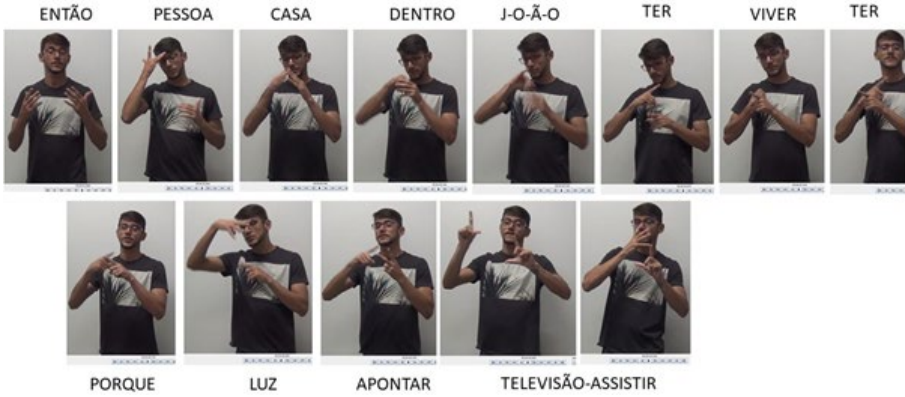 ENTÃO PESSOA CASA DENTRO J-O-Ã-O TER VIVER TER
PORQUE LUZ APONTAR TELEVISÃO-ASSISTIR